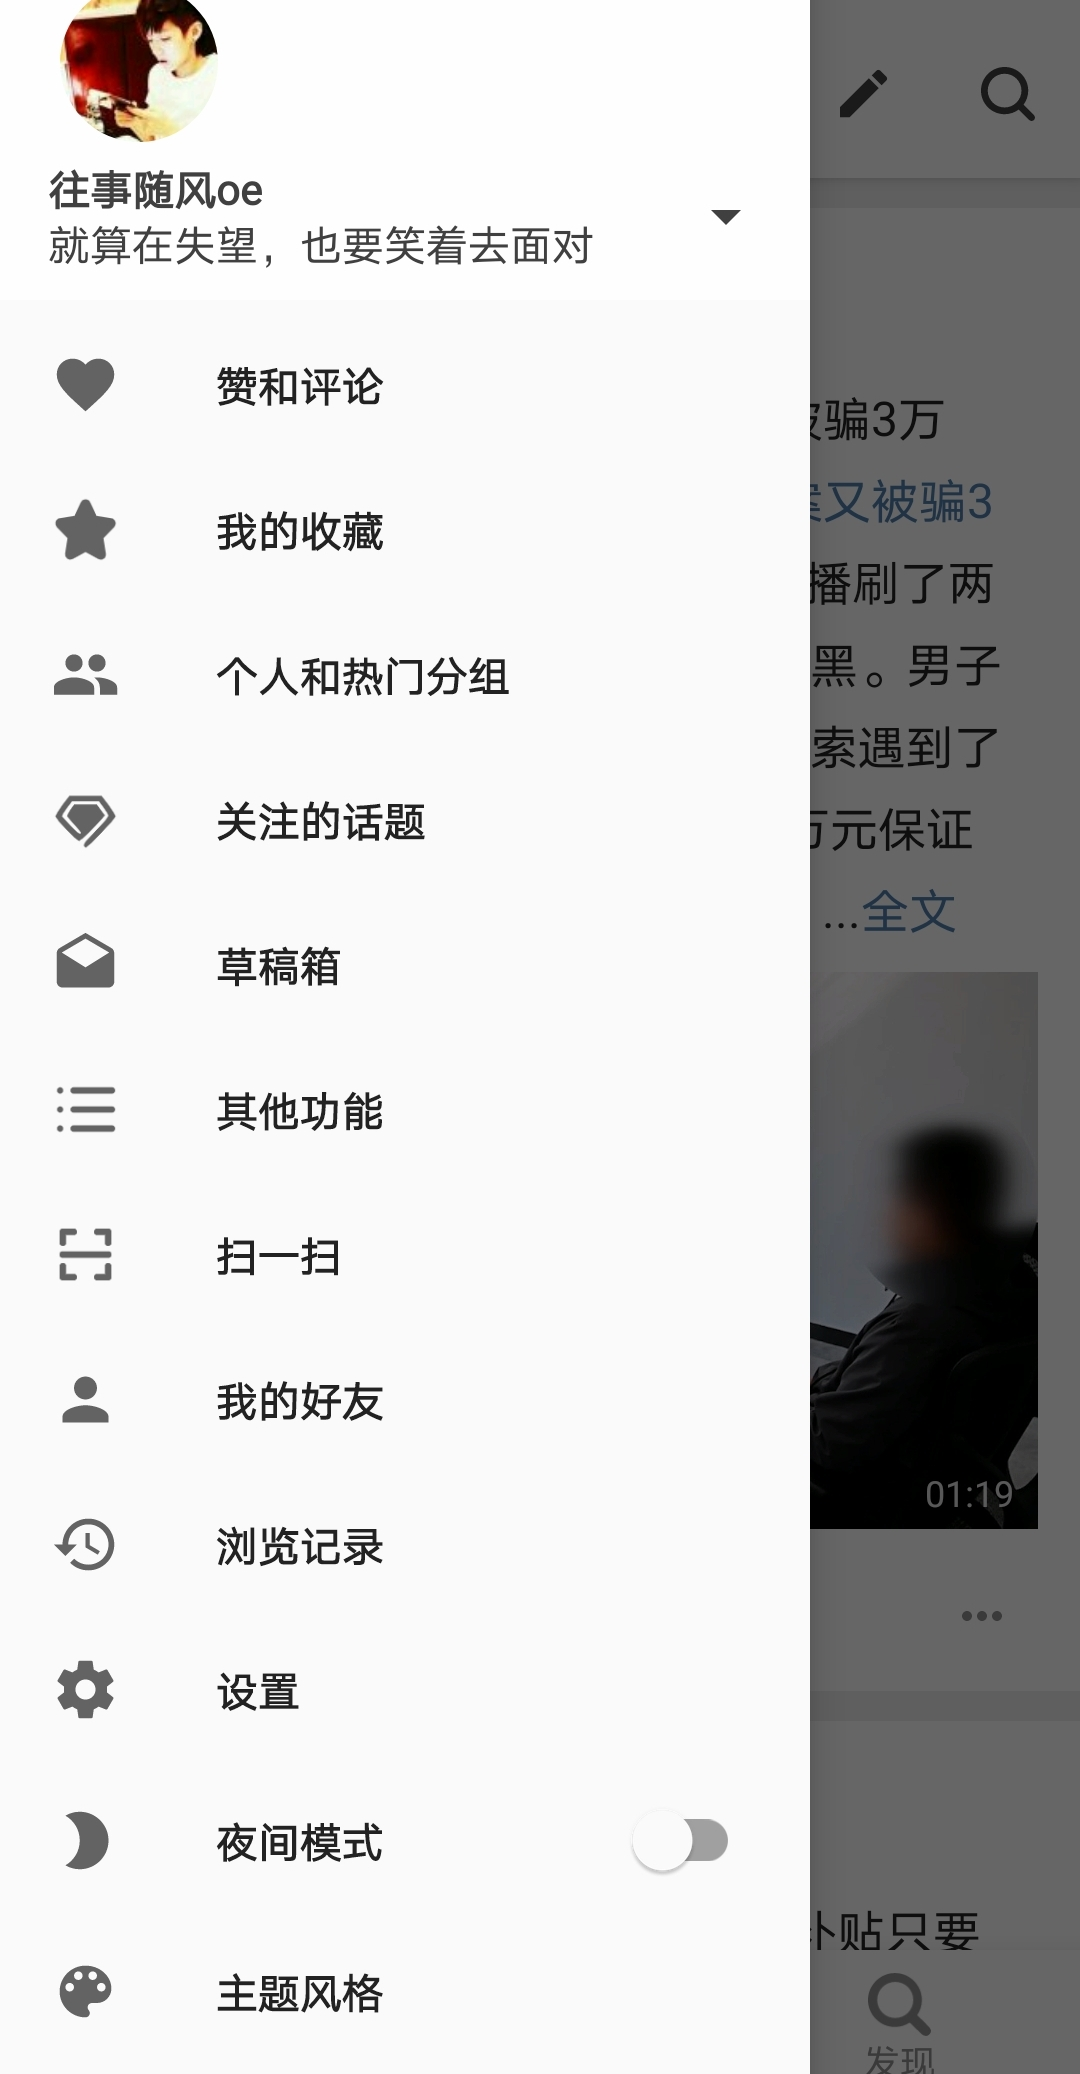 往事随风oe
就算在失望，也要笑着去面对
赞和评论
我的收藏
个人和热门分组
关注的话题
草稿箱
其他功能
扫一扫
我的好友
浏览记录
设置
夜间模式
主题风格
被骗3万
又被骗3
播刷了两
黑。男子
索遇到了
万元保证
...全文
01:19
补贴只要
发现